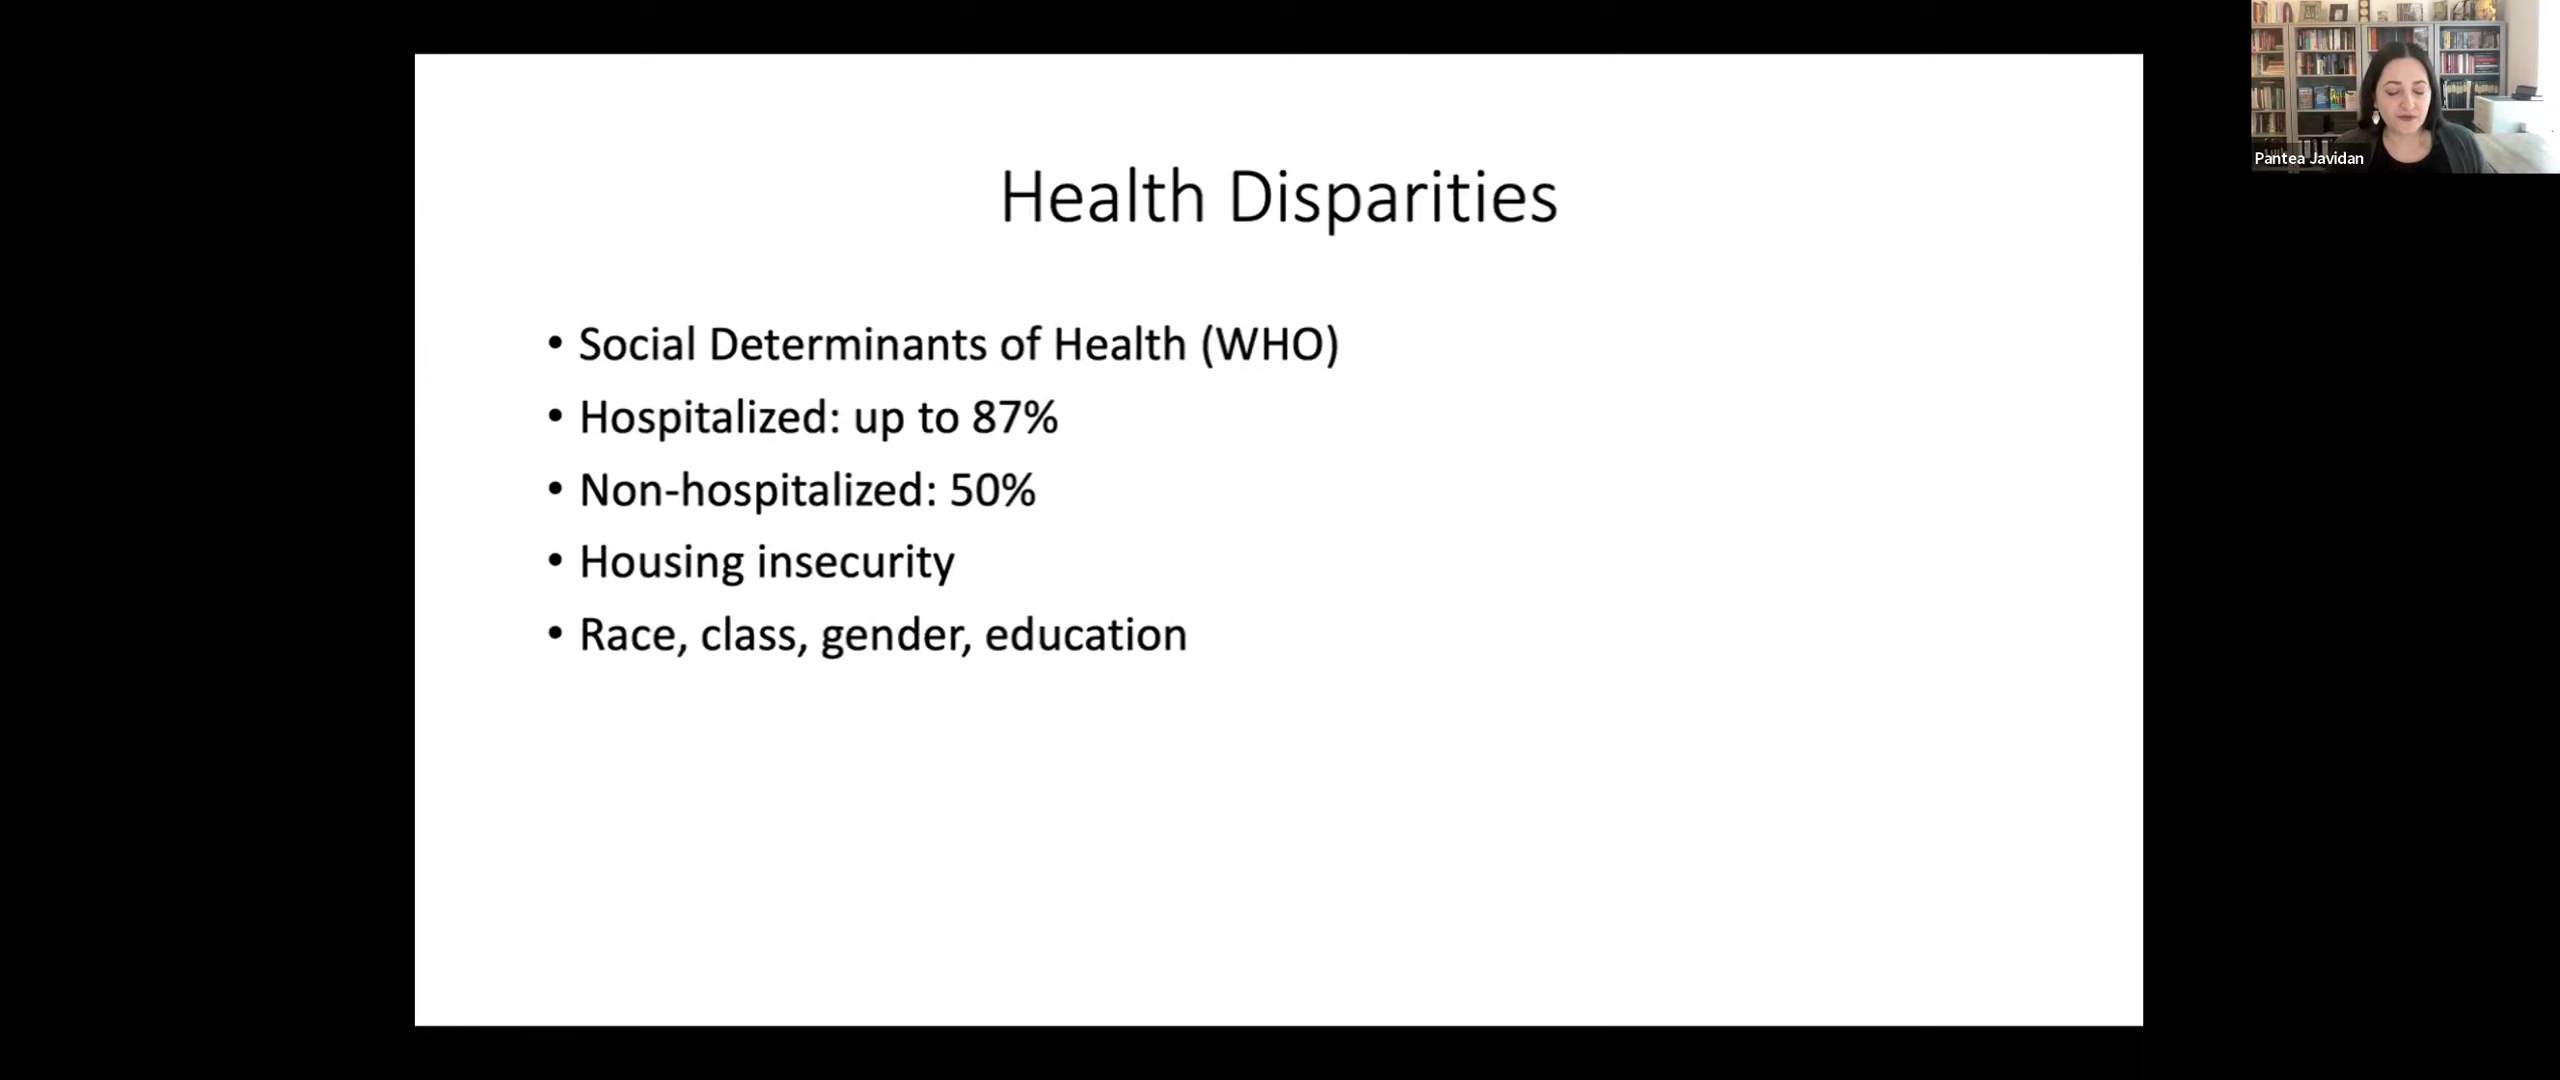 Health Disparities
• Social Determinants of Health (WHO)
• Hospitalized: up to 87%
• Non-hospitalized: 50%
• Housing insecurity
• Race, class, gender, education
Pantea Javidan